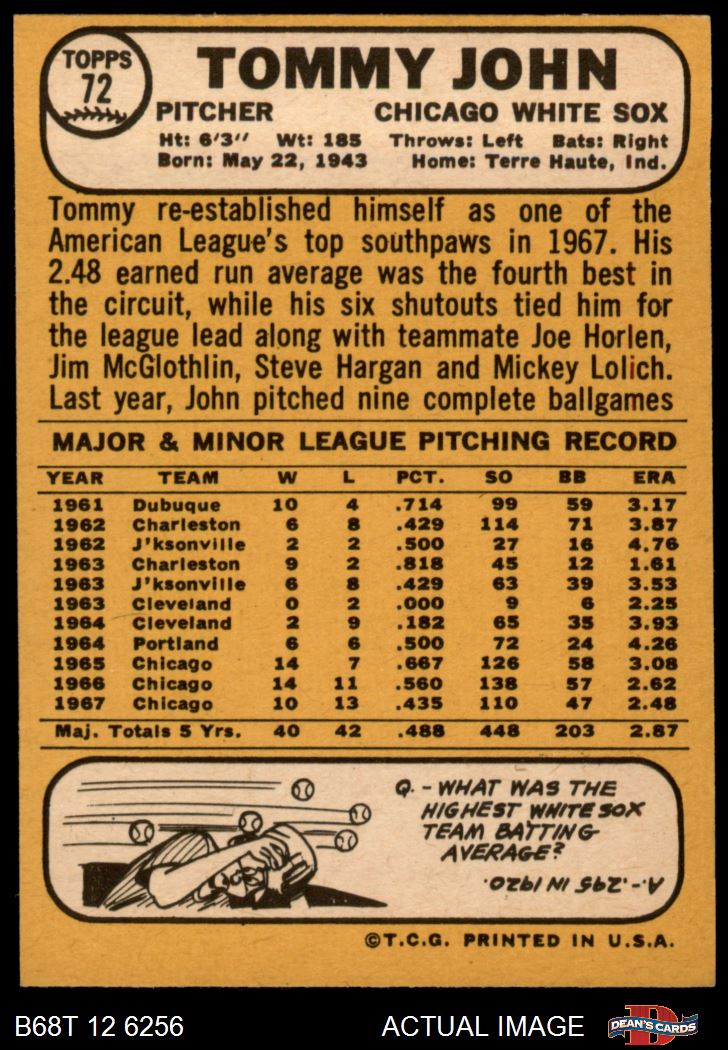 TOPPS
72
TOMMY JOHN
PITCHER CHICAGO WHITE SOX
Ht: 6'3'' Wt: 185 Throws: Left Bats: Right
Born: May 22, 1943 Home: Terre Haute, Ind.
Tommy re-established himself as one of the
American League's top southpaws in 1967. His
2.48 earned run average was the fourth best in
the circuit, while his six shutouts tied him for
the league lead along with teammate Joe Horlen,
Jim McGlothlin, Steve Hargan and Mickey Lolich.
Last year, John pitched nine complete ballgames
MAJOR & MINOR LEAGUE PITCHING RECORD
YEAR TEAM W L PCT. SO BB ERA
1961 Dubuque 10 4 .714 99 59 3.17
1962 Charleston 6 8 .429 114 71 3.87
1962 J'ksonville 2 2 .500 27 16 4.76
1963 Charleston 9 2 .818 45 12 1.61
1963 J'ksonville 6 8 .429 63 39 3.53
1963 Cleveland 0 2 .000 9 6 2.25
1964 Cleveland 2 9 .182 65 35 3.93
1964 Portland 6 6 .500 72 24 4.26
1965 Chicago 14 7 .667 126 58 3.08
1966 Chicago 14 11 .560 138 57 2.62
1967 Chicago 10 13 .435 110 47 2.48
Maj. Totals 5 Yrs. 40 42 .488 448 203 2.87
Q.-WHAT WAS THE
HIGHEST WHITE SOX
TEAM BATTING
AVERAGE?
A.-.295 IN 1920.
©T.C.G. PRINTED IN U.S.A.
B68T 12 6256 ACTUAL IMAGE D DEAN'S CARDS